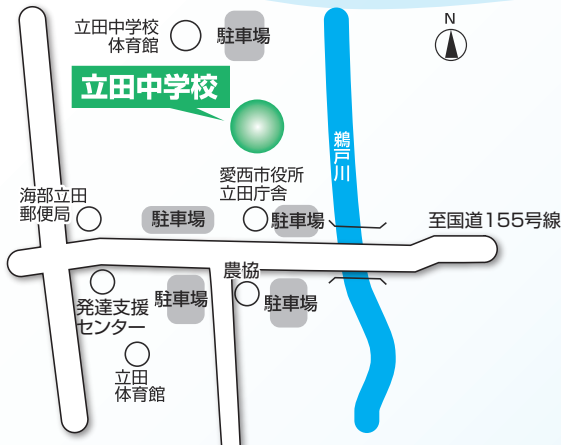 立田中学校
体育館
駐車場
N
立田中学校
鵜戸川
愛西市役所
立田庁舎
海部立田
郵便局
駐車場
駐車場
至国道155号線
農協
発達支援
センター
駐車場
駐車場
立田
体育館